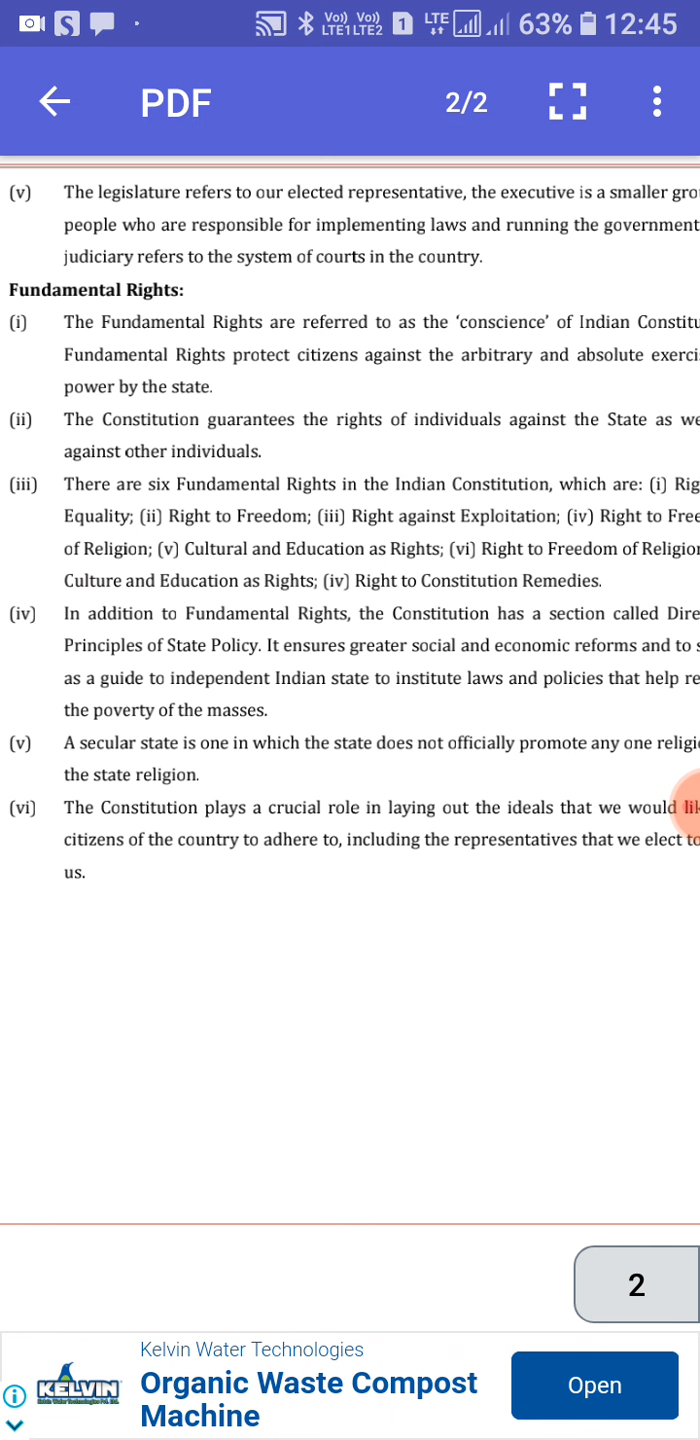 Vo)) Vo)) LTE
LTE1 LTE2 1 63% 12:45
PDF 2/2
(v) The legislature refers to our elected representative, the executive is a smaller
people who are responsible for implementing laws and running the government
judiciary refers to the system of courts in the country.
Fundamental Rights:
(i) The Fundamental Rights are referred to as the ‘conscience’ of Indian
Fundamental Rights protect citizens against the arbitrary and absolute
power by the state.
(ii) The Constitution guarantees the rights of individuals against the State as
against other individuals.
(iii) There are six Fundamental Rights in the Indian Constitution, which are: (i)
Equality; (ii) Right to Freedom; (iii) Right against Exploitation; (iv) Right to
of Religion; (v) Cultural and Education as Rights; (vi) Right to Freedom of
Culture and Education as Rights; (iv) Right to Constitution Remedies.
(iv) In addition to Fundamental Rights, the Constitution has a section called
Principles of State Policy. It ensures greater social and economic reforms and to
as a guide to independent Indian state to institute laws and policies that help
the poverty of the masses.
(v) A secular state is one in which the state does not officially promote any one
the state religion.
(vi) The Constitution plays a crucial role in laying out the ideals that we would
citizens of the country to adhere to, including the representatives that we elect to
us.
2
Kelvin Water Technologies
KELVIN
Organic Waste Compost
Machine
Open